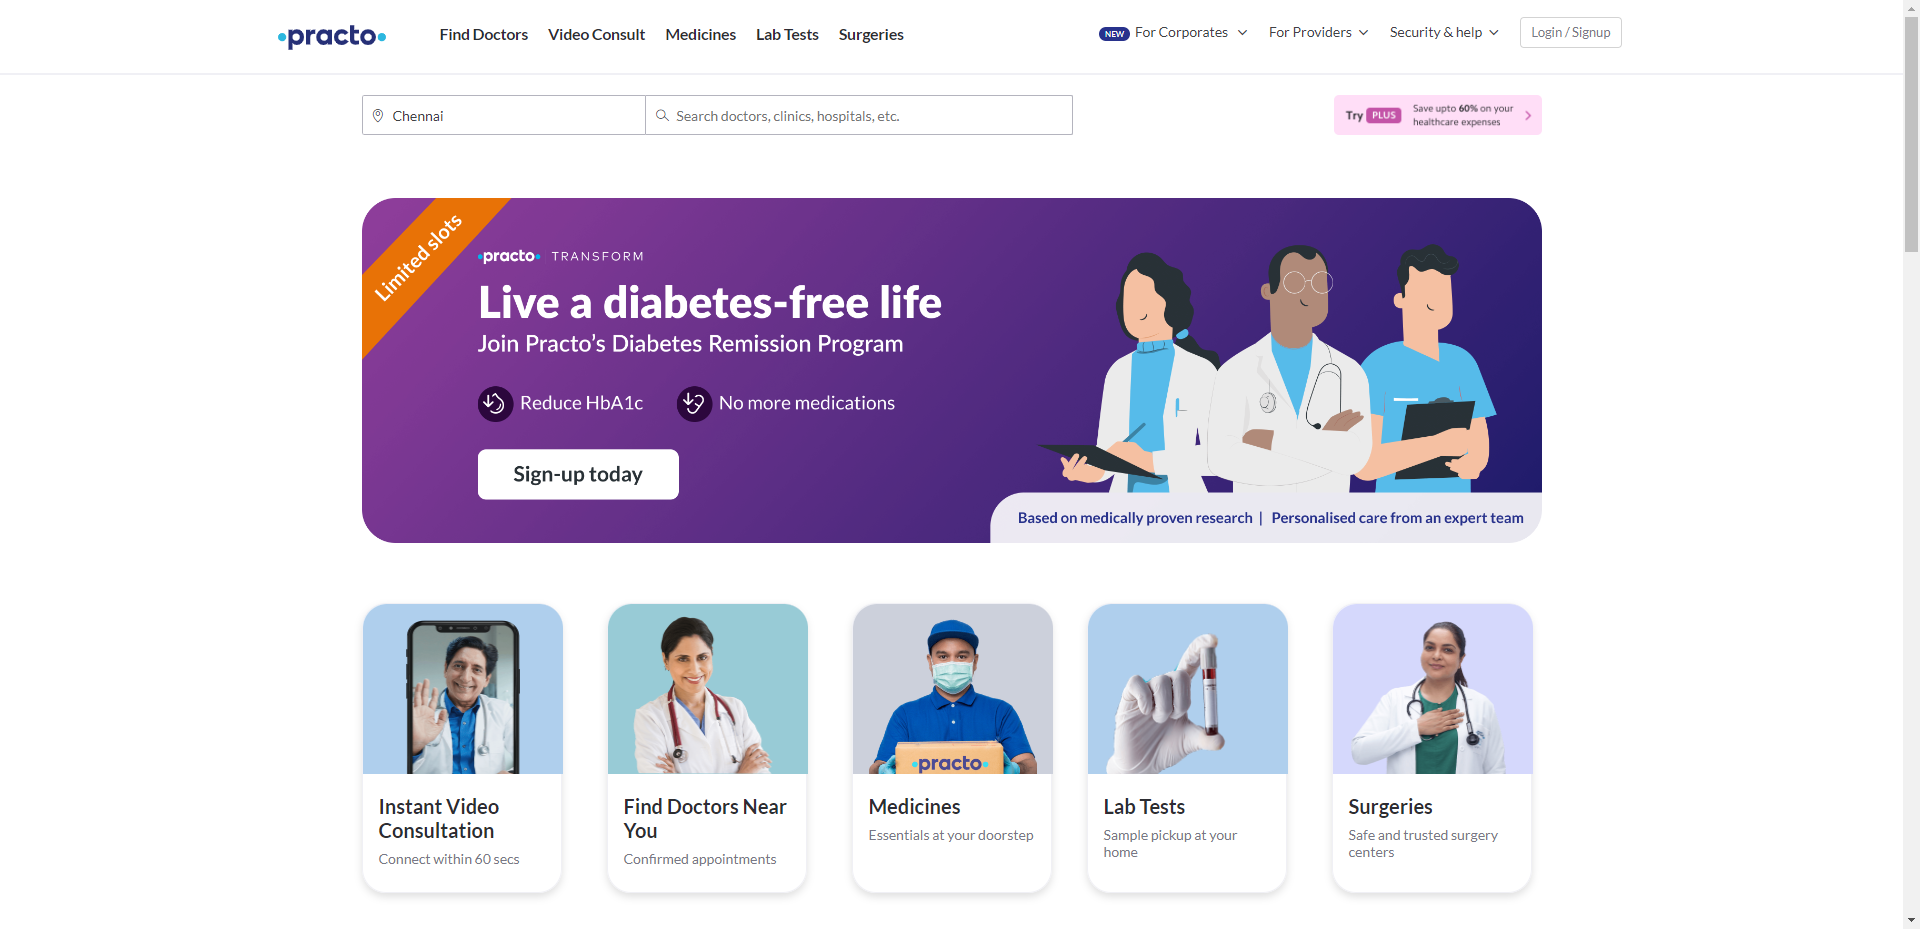 practo
Find Doctors
Video Consult
Medicines
Lab Tests
Surgeries
NEW For Corporates
For Providers
Security & help
Login / Signup
Chennai
Search doctors, clinics, hospitals, etc.
Try PLUS
Save upto 60% on your
healthcare expenses
Limited slots
practo TRANSFORM
Live a diabetes-free life
Join Practo’s Diabetes Remission Program
Reduce HbA1c
No more medications
Sign-up today
Based on medically proven research | Personalised care from an expert team
practo
Instant Video
Consultation
Connect within 60 secs
Find Doctors Near
You
Confirmed appointments
Medicines
Essentials at your doorstep
Lab Tests
Sample pickup at your
home
Surgeries
Safe and trusted surgery
centers